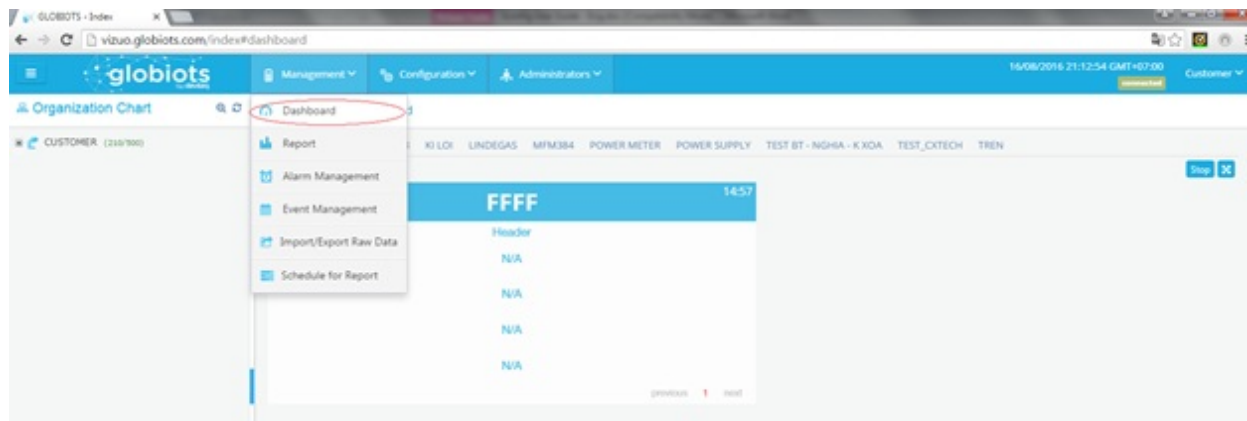 GLOBIOTS - Index
vizuo.globiots.com/index#dashboard
globiots
Management
Configuration
Administrators
16/08/2016 21:12:54 GMT+07:00
connected
Customer
Organization Chart
Dashboard
CUSTOMER (210/500)
Report
KI LOI LINDEGAS MFM384 POWER METER POWER SUPPLY TEST BT - NGHIA - K XOA TEST_CXTECH TREN
Alarm Management
Stop
Event Management
FFFF
14:57
Import/Export Raw Data
Header
N/A
Schedule for Report
N/A
N/A
N/A
previous 1 next